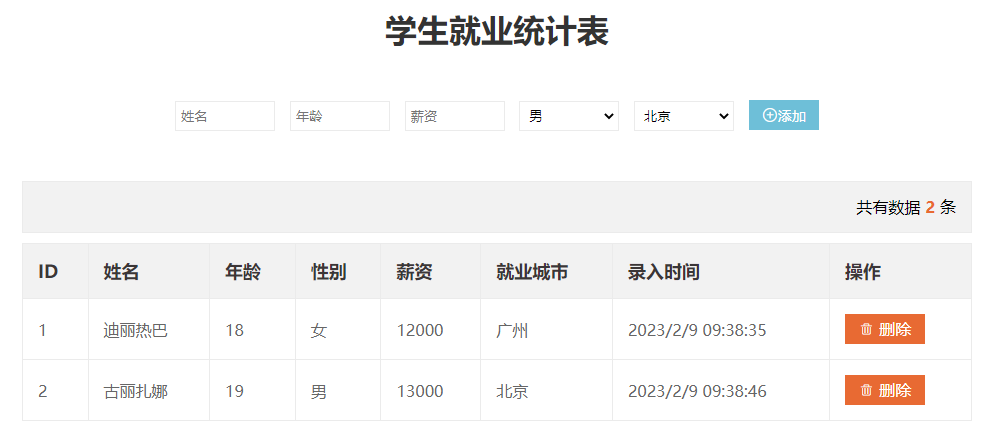 学生就业统计表
姓名 年龄 薪资 男 北京 添加
共有数据 2 条
ID 姓名 年龄 性别 薪资 就业城市 录入时间 操作
1 迪丽热巴 18 女 12000 广州 2023/2/9 09:38:35 删除
2 古丽扎娜 19 男 13000 北京 2023/2/9 09:38:46 删除